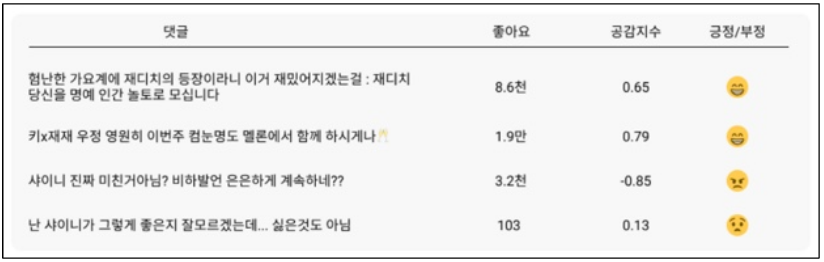 댓글 좋아요 공감지수 긍정/부정
험난한 가요계에 재디치의 등장이라니 이거 재밌어지겠는걸 : 재디치
당신을 명예 인간 놀토로 모십니다 8.6천 0.65 😁
키x재재 우정 영원히 이번주 컴눈명도 멜론에서 함께 하시게나🥂 1.9만 0.79 😁
샤이니 진짜 미친거아님? 비하발언 은은하게 계속하네?? 3.2천 -0.85 😠
난 샤이니가 그렇게 좋은지 잘모르겠는데... 싫은것도 아님 103 0.13 😟